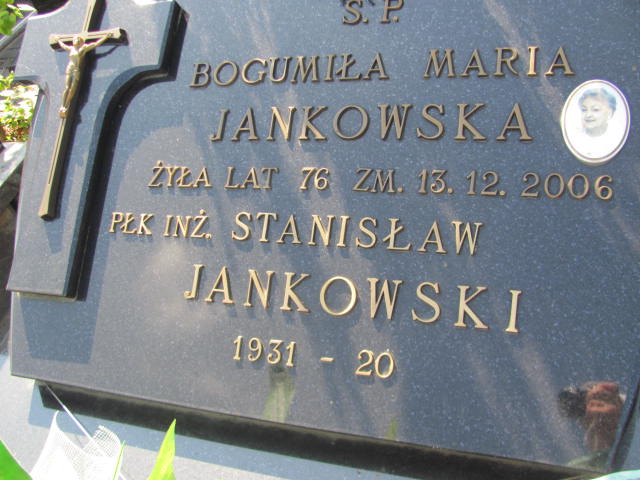 Ś. P.
BOGUMIŁA MARIA
JANKOWSKA
ŻYŁA LAT 76 ZM. 13. 12. 2006
PŁK INŻ. STANISŁAW
JANKOWSKI
1931 - 20